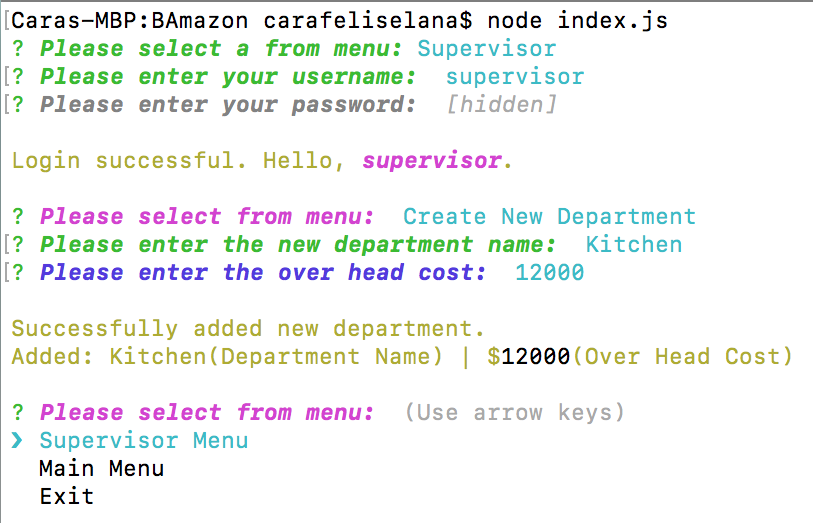 [Caras-MBP:BAmazon carafeliselana$ node index.js
? Please select a from menu: Supervisor
[? Please enter your username:  supervisor
[? Please enter your password:  [hidden]
Login successful. Hello, supervisor.
? Please select from menu:  Create New Department
[? Please enter the new department name:  Kitchen
[? Please enter the over head cost:  12000
Successfully added new department.
Added: Kitchen(Department Name) | $12000(Over Head Cost)
? Please select from menu:  (Use arrow keys)
❯ Supervisor Menu
Main Menu
Exit